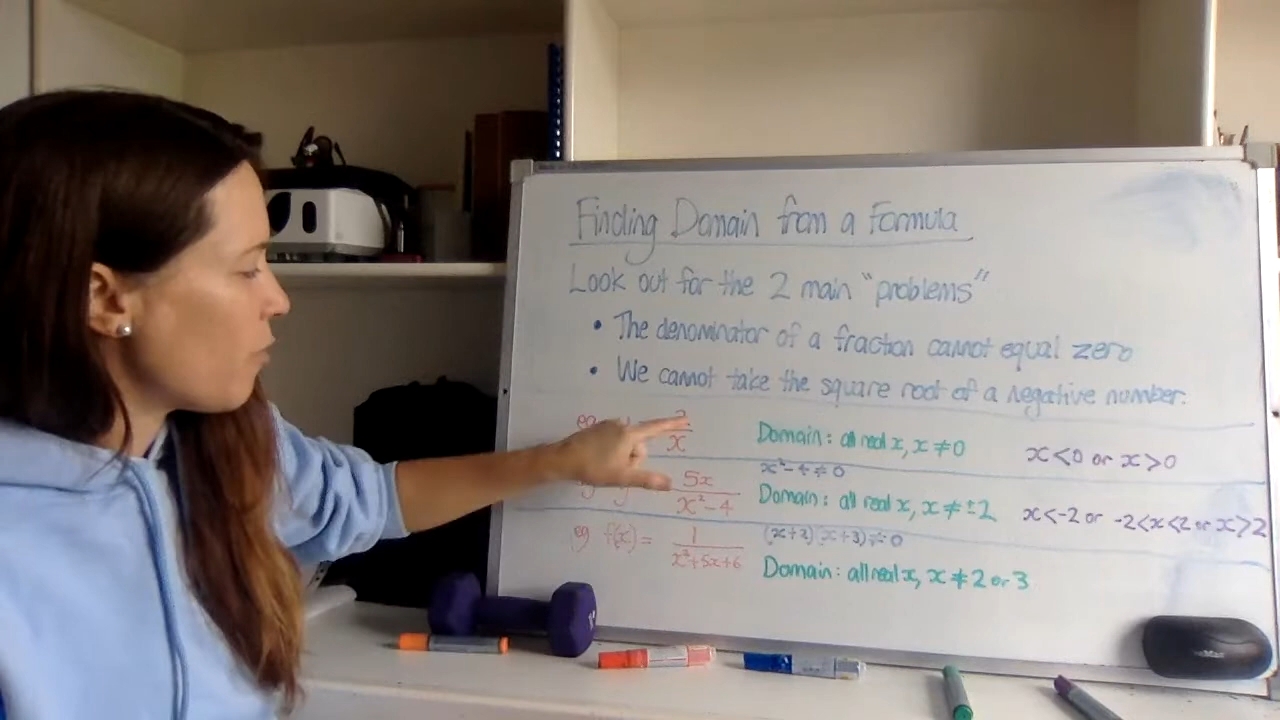 Finding Domain from a Formula
Look out for the 2 main "problems"
• The denominator of a fraction cannot equal zero
• We cannot take the square root of a negative number.
eg 2/x Domain: all real x, x ≠ 0 x<0 or x>0
x²-4≠0
5x/x²-4 Domain: all real x, x ≠ ±2 x<-2 or -2<x<2 or x>2
eg f(x) = 1/x²+5x+6 (x+2)(x+3)≠0
Domain: all real x, x ≠ 2 or 3